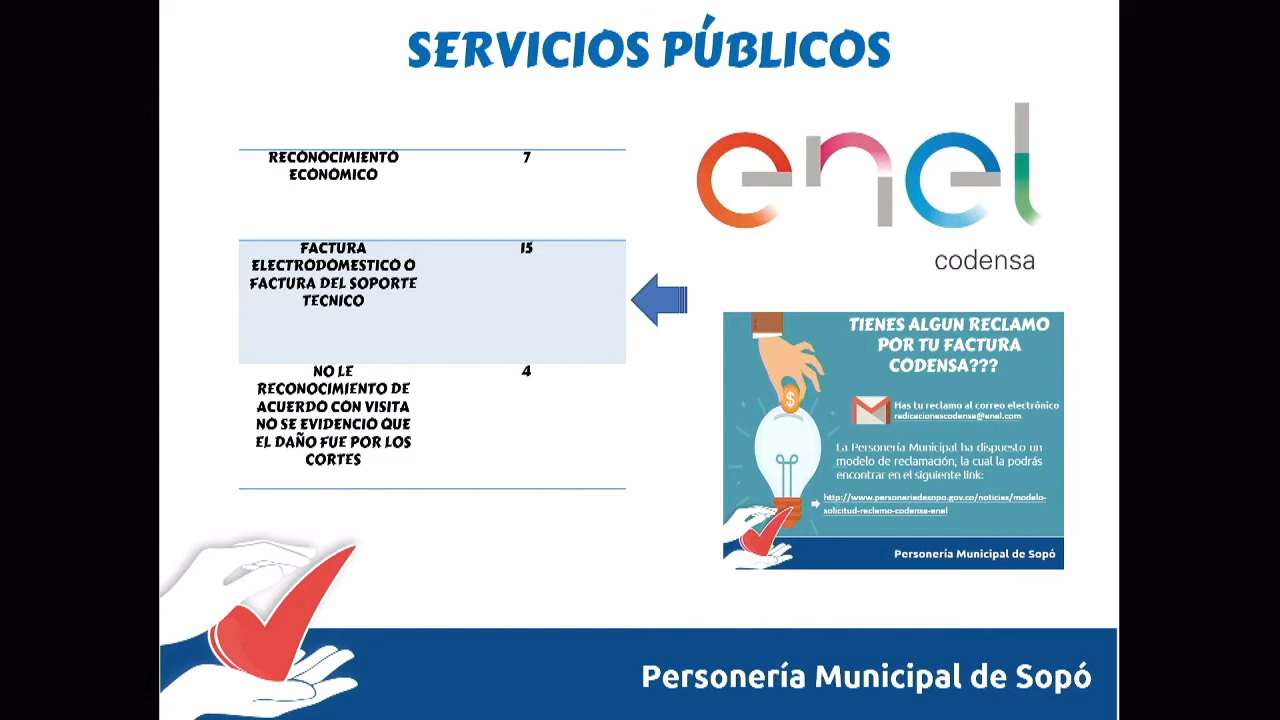 SERVICIOS PÚBLICOS
RECONOCIMIENTO
ECONOMICO
7
FACTURA
ELECTRODOMESTICO O
FACTURA DEL SOPORTE
TECNICO
15
NO LE
RECONOCIMIENTO DE
ACUERDO CON VISITA
NO SE EVIDENCIÓ QUE
EL DAÑO FUE POR LOS
CORTES
4
enel
codensa
TIENES ALGUN RECLAMO
POR TU FACTURA
CODENSA???
$
Has tu reclamo al correo electrónico
radicacionescodensa@enel.com
La Personería Municipal ha dispuesto un
modelo de reclamación, la cual la podrás
encontrar en el siguiente link:
http://www.personeriadesopo.gov.co/noticias/modelo-
solicitud-reclamo-codensa-enel
Personería Municipal de Sopó
Personería Municipal de Sopó